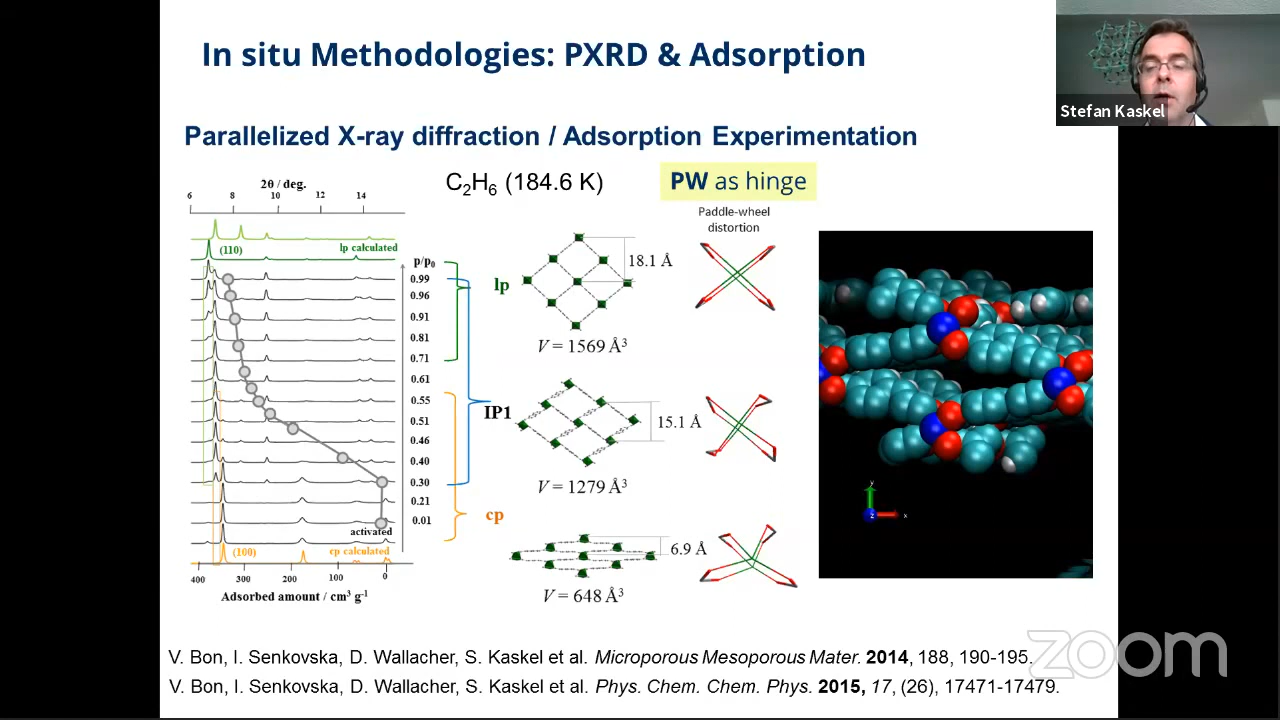 In situ Methodologies: PXRD & Adsorption
Stefan Kaskel
Parallelized X-ray diffraction / Adsorption Experimentation
C₂H₆ (184.6 K)
PW as hinge
2θ / deg.
6 8 10 12 14
Paddle-wheel
distortion
(110)
lp calculated
p/p₀
0.99
0.96
0.91
0.81
0.71
0.61
0.55
0.51
0.46
0.40
0.30
0.21
0.01
activated
(100)
cp calculated
400 300 200 100 0
Adsorbed amount / cm³ g⁻¹
lp
18.1 Å
V = 1569 Å³
IP1
15.1 Å
V = 1279 Å³
cp
6.9 Å
V = 648 Å³
y
z
x
V. Bon, I. Senkovska, D. Wallacher, S. Kaskel et al. Microporous Mesoporous Mater. 2014, 188, 190-195.
V. Bon, I. Senkovska, D. Wallacher, S. Kaskel et al. Phys. Chem. Chem. Phys. 2015, 17, (26), 17471-17479.
zoom